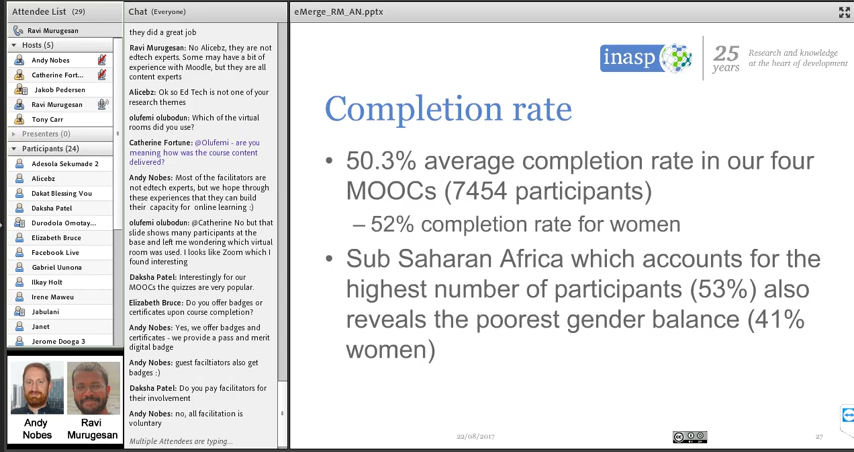 Attendee List (29)
Ravi Murugesan
Hosts (5)
Andy Nobes
Catherine Fort...
Jakob Pedersen
Ravi Murugesan
Tony Carr
Presenters (0)
Participants (24)
Adesola Sekumade 2
Alicebz
Dakat Blessing Vou
Daksha Patel
Durodola Omotay...
Elizabeth Bruce
Facebook Live
Gabriel Uunona
Ilkay Holt
Irene Maweu
Jabulani
Janet
Jerome Dooga 3
Andy
Nobes
Ravi
Murugesan
Chat (Everyone)
they did a great job
Ravi Murugesan: No Alicebz, they are not
edtech experts. Some may have a bit of
experience with Moodle, but they are all
content experts
Alicebz: Ok so Ed Tech is not one of your
research themes
olufemi olubodun: Which of the virtual
rooms did you use?
Catherine Fortune: @Olufemi - are you
meaning how was the course content
delivered?
Andy Nobes: Most of the facilitators are
not edtech experts, but we hope through
these experiences that they can build
their capacity for online learning :)
olufemi olubodun: @Catherine No but that
slide shows many participants at the
base and left me wondering which virtual
room was used. I looks like Zoom which I
found interesting
Daksha Patel: Interestingly for our
MOOCs the quizzes are very popular.
Elizabeth Bruce: Do you offer badges or
certificates upon course completion?
Andy Nobes: Yes, we offer badges and
certificates - we provide a pass and merit
digital badge
Andy Nobes: guest faciltiators also get
badges :)
Daksha Patel: Do you pay facilitators for
their involvement
Andy Nobes: no, all facilitation is
voluntary
Multiple Attendees are typing...
eMerge_RM_AN.pptx
inasp
25
years
Research and knowledge
at the heart of development
Completion rate
• 50.3% average completion rate in our four
MOOCs (7454 participants)
– 52% completion rate for women
• Sub Saharan Africa which accounts for the
highest number of participants (53%) also
reveals the poorest gender balance (41%
women)
22/08/2017
27